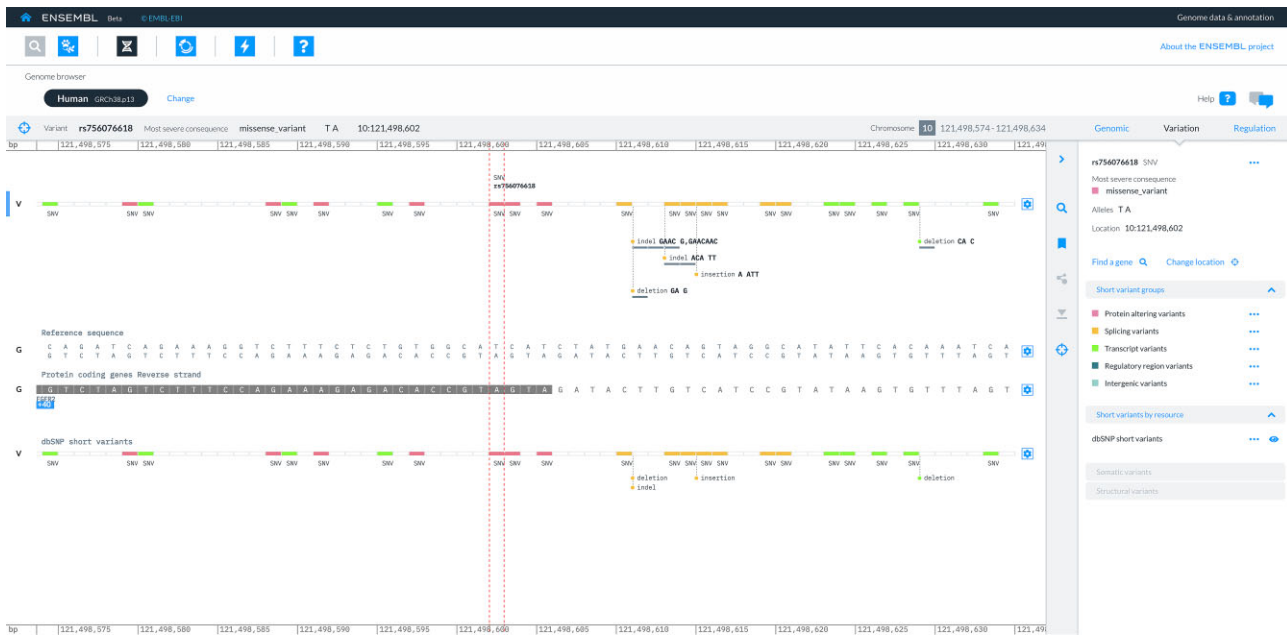 ENSEMBL Beta © EMBL-EBI Genome data & annotation
About the ENSEMBL project
Genome browser
Human GRCh38.p13 Change Help ?
Variant rs756076618 Most severe consequence missense_variant T A 10:121,498,602 Chromosome 10 121,498,574 - 121,498,634 Genomic Variation Regulation
bp 121,498,575 121,498,580 121,498,585 121,498,590 121,498,595 121,498,600 121,498,605 121,498,610 121,498,615 121,498,620 121,498,625 121,498,630 121,49
rs756076618 SNV
Most severe consequence
missense_variant
Alleles T A
Location 10:121,498,602
Find a gene Change location
Short variant groups
Protein altering variants
Splicing variants
Transcript variants
Regulatory region variants
Intergenic variants
Short variants by resource
dbSNP short variants
Somatic variants
Structural variants
SNV
rs756076618
V
SNV SNV SNV SNV SNV SNV SNV SNV SNV SNV SNV SNV SNV SNV SNV SNV SNV SNV SNV SNV SNV SNV SNV SNV
indel GAAC G,GAACAAC deletion CA C
indel ACA TT
insertion A ATT
deletion GA G
Reference sequence
G
C A G A T C A G A A A G G T C T T T C T C T G T G G C A T C A T C T A T G A A C A G T A G G C A T A T T C A C A A A T C A
G T C T A G T C T T T C C A G A A A G A G A C A C C G T A G T A G A T A C T T G T C A T C C G T A T A A G T G T T T A G T
Protein coding genes Reverse strand
G G T C T A G T C T T T C C A G A A A G A G A C A C C G T A G T A G A T A C T T G T C A T C C G T A T A A G T G T T T A G T
FGFR2
+40
dbSNP short variants
V
SNV SNV SNV SNV SNV SNV SNV SNV SNV SNV SNV SNV SNV SNV SNV SNV SNV SNV SNV SNV SNV SNV SNV SNV
deletion insertion deletion
indel
bp 121,498,575 121,498,580 121,498,585 121,498,590 121,498,595 121,498,600 121,498,605 121,498,610 121,498,615 121,498,620 121,498,625 121,498,630 121,49